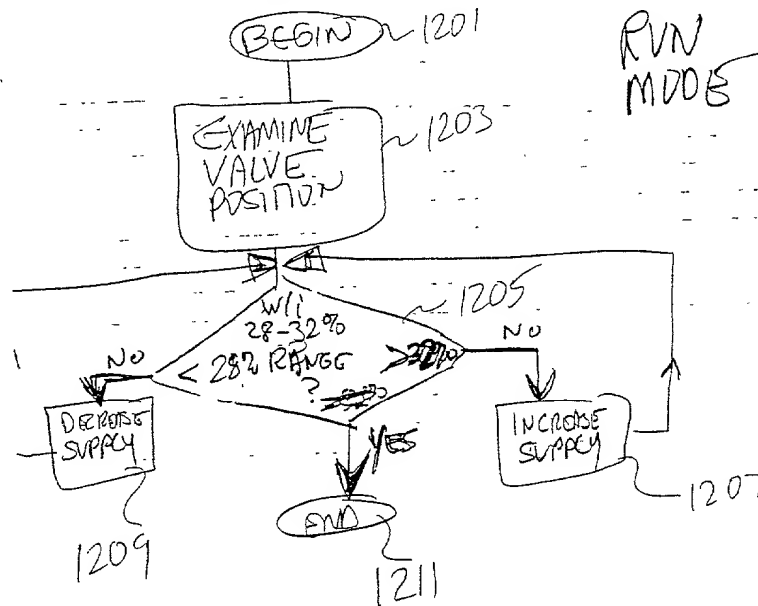 BEGIN
1201
RUN
MODE
EXAMINE
VALVE
POSITION
1203
W/i
28-32%
< 28% RANGE
?
>32%
1205
NO
NO
DECREASE
SUPPLY
INCREASE
SUPPLY
YES
1207
1209
END
1211